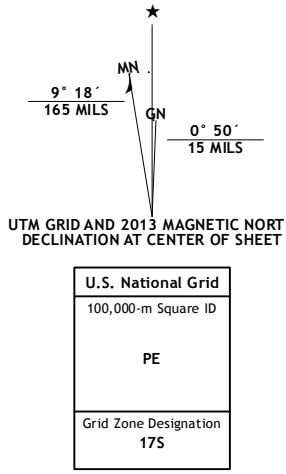 ★
MN
GN
9° 18´
165 MILS
0° 50´
15 MILS
UTM GRID AND 2013 MAGNETIC NORT
DECLINATION AT CENTER OF SHEET
U.S. National Grid
100,000-m Square ID
PE
Grid Zone Designation
17S